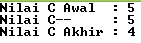 Nilai C Awal  : 5
Nilai C--     : 5
Nilai C Akhir : 4